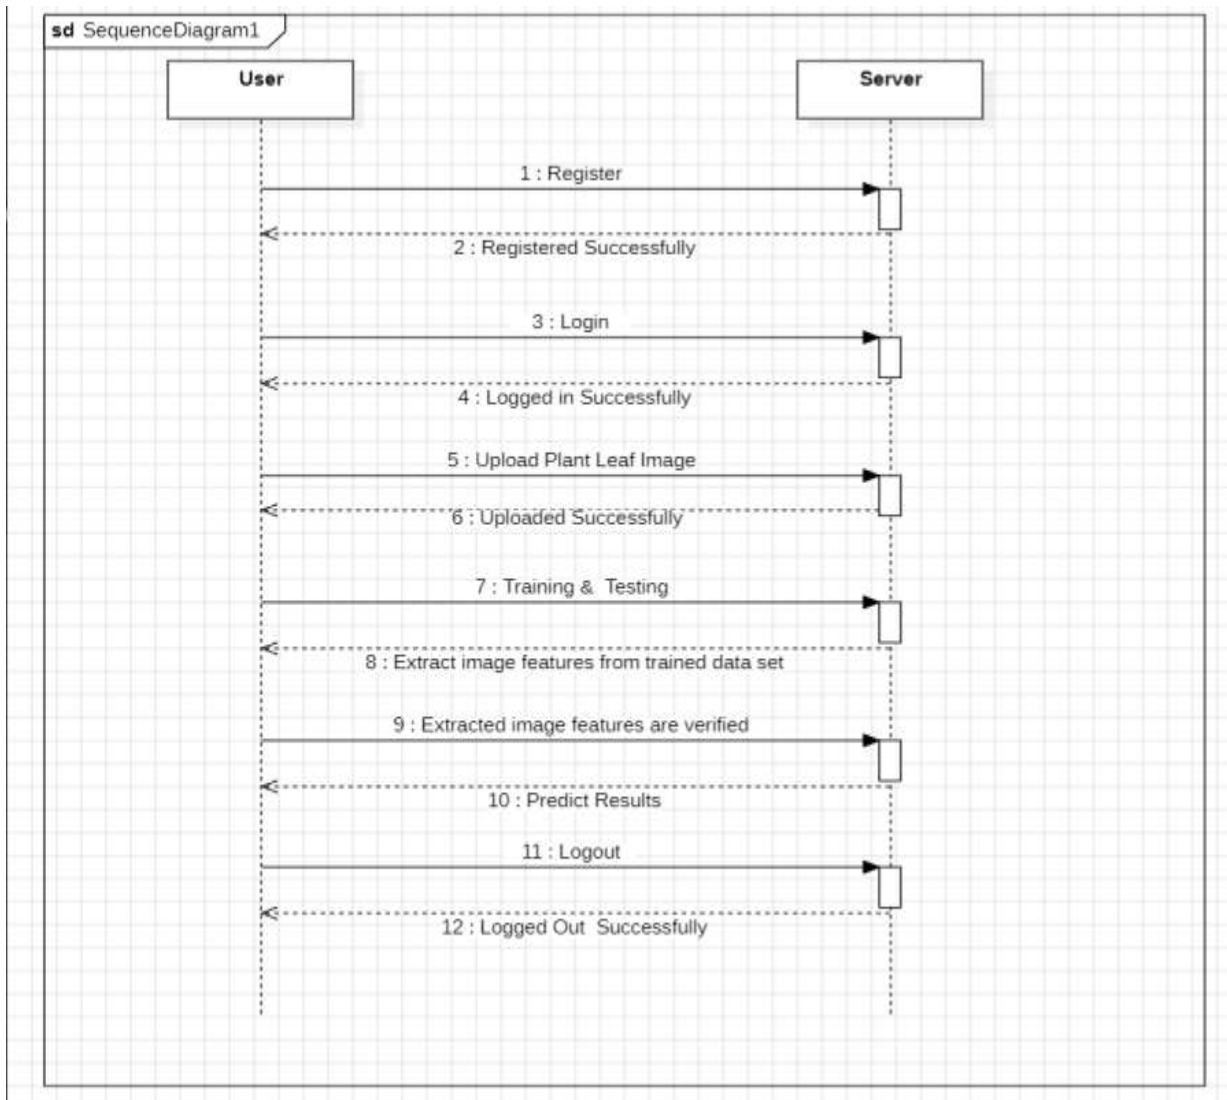 sd SequenceDiagram1
User
Server
1 : Register
2 : Registered Successfully
3 : Login
4 : Logged in Successfully
5 : Upload Plant Leaf Image
6 : Uploaded Successfully
7 : Training &  Testing
8 : Extract image features from trained data set
9 : Extracted image features are verified
10 : Predict Results
11 : Logout
12 : Logged Out  Successfully